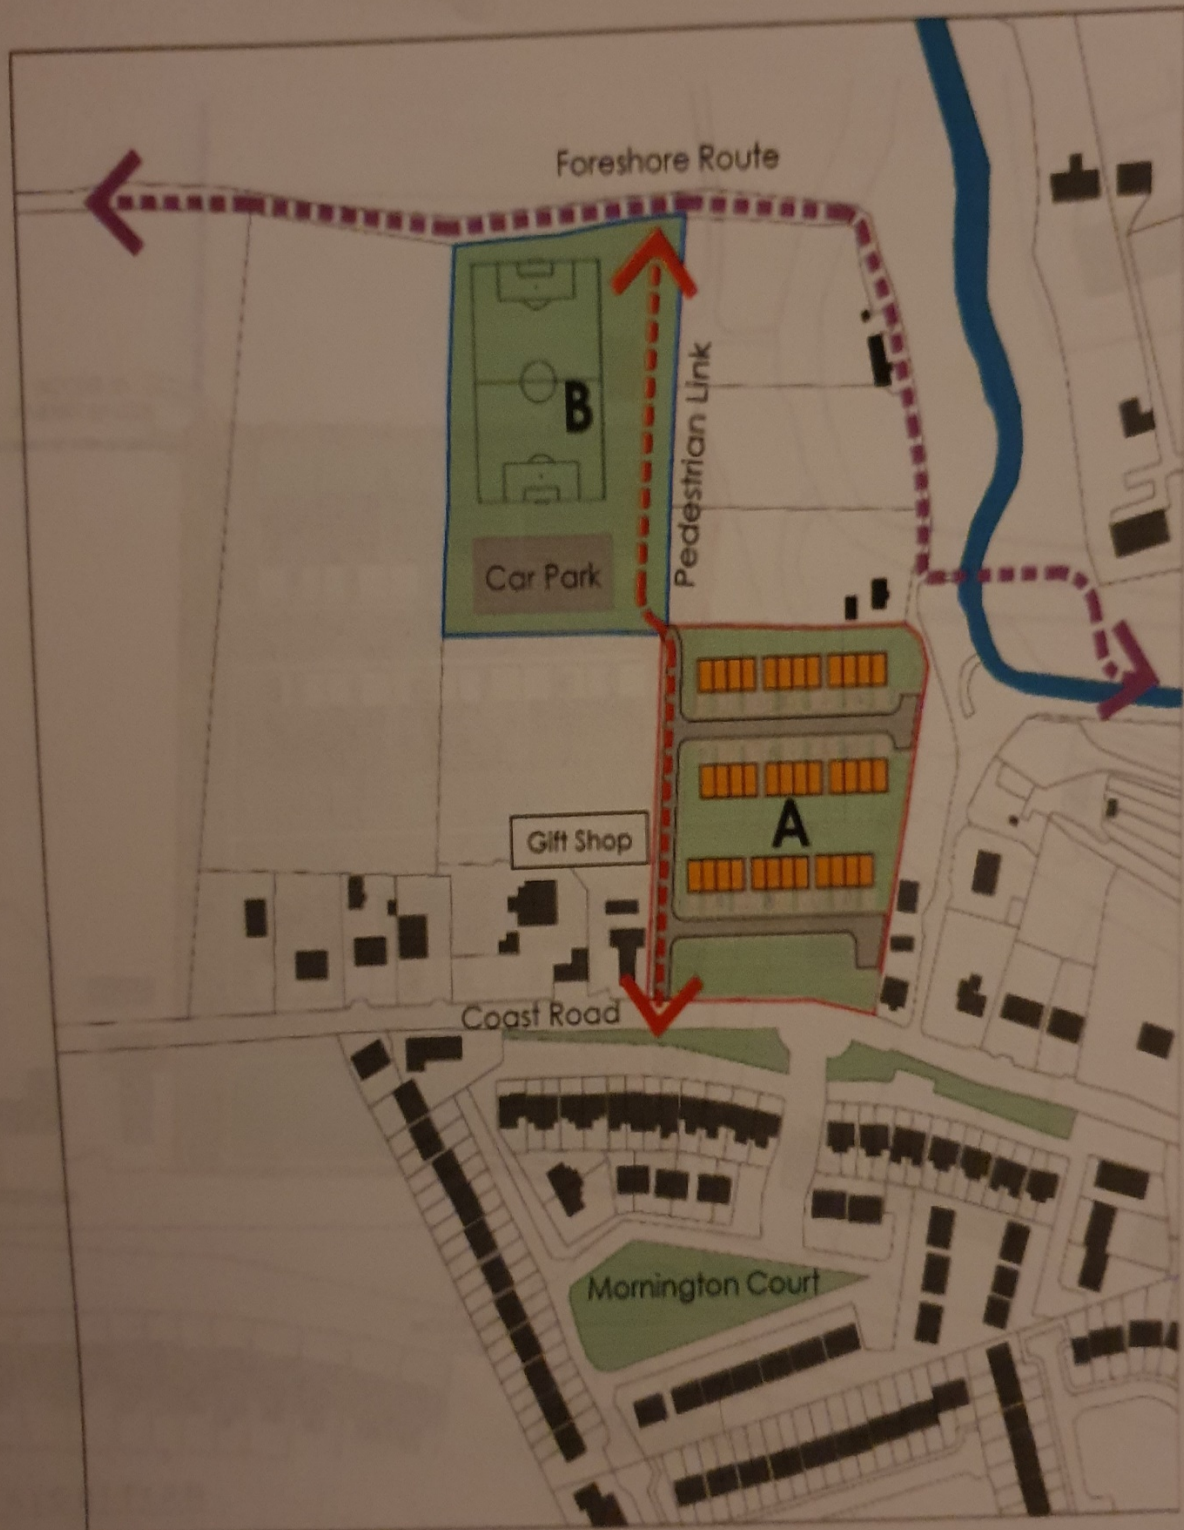 Foreshore Route
B
Pedestrian Link
Car Park
A
Gift Shop
Coast Road
Mornington Court